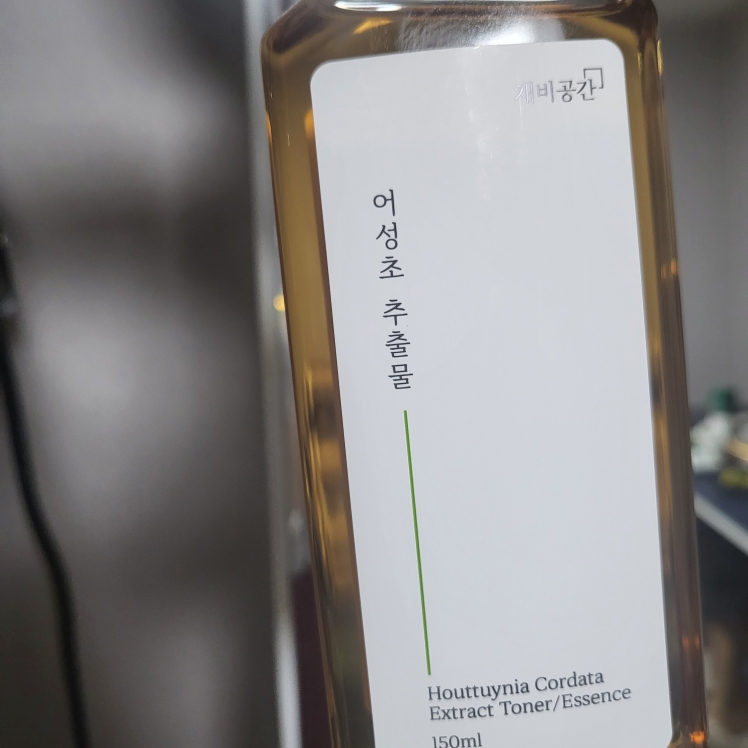 재비공간
어성초 추출물
Houttuynia Cordata
Extract Toner/Essence
150ml